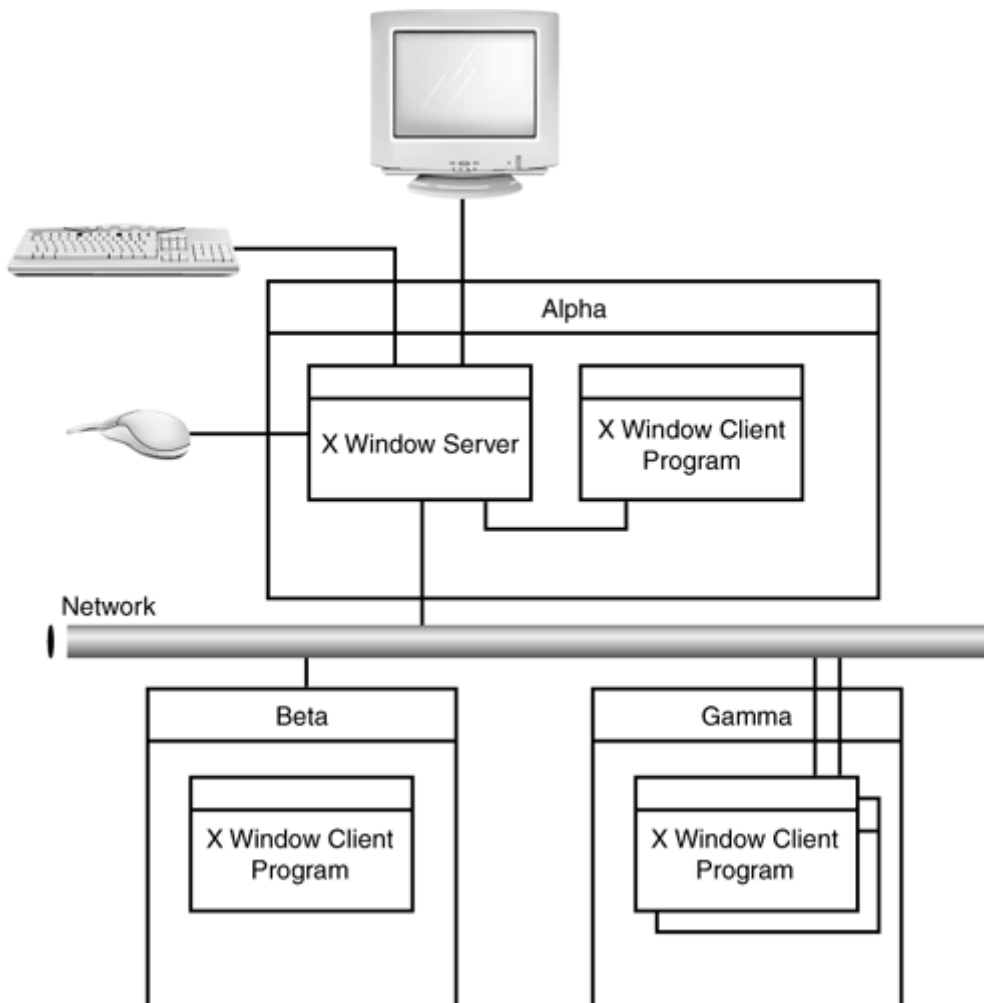 Alpha
X Window Server
X Window Client
Program
Network
Beta
Gamma
X Window Client
Program
X Window Client
Program